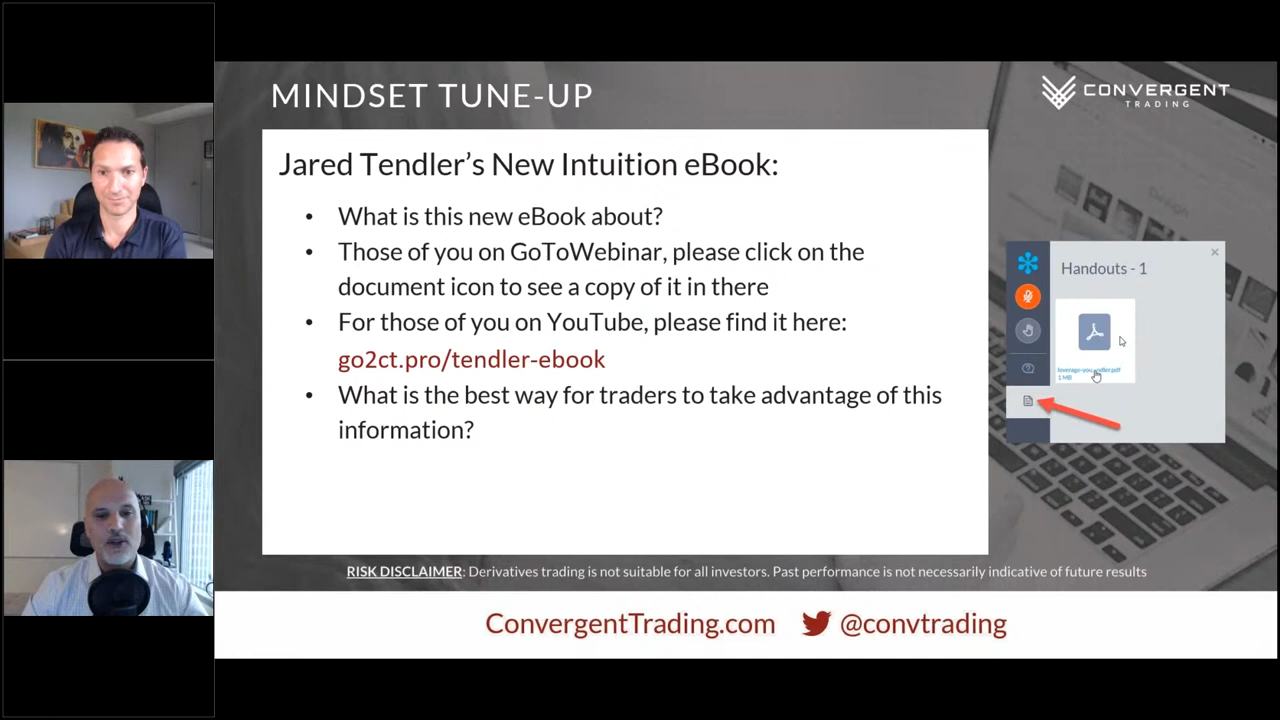 MINDSET TUNE-UP
CONVERGENT
TRADING
Jared Tendler’s New Intuition eBook:
• What is this new eBook about?
• Those of you on GoToWebinar, please click on the
document icon to see a copy of it in there
• For those of you on YouTube, please find it here:
go2ct.pro/tendler-ebook
• What is the best way for traders to take advantage of this
information?
Handouts - 1
1 MB
RISK DISCLAIMER: Derivatives trading is not suitable for all investors. Past performance is not necessarily indicative of future results
ConvergentTrading.com
@convtrading